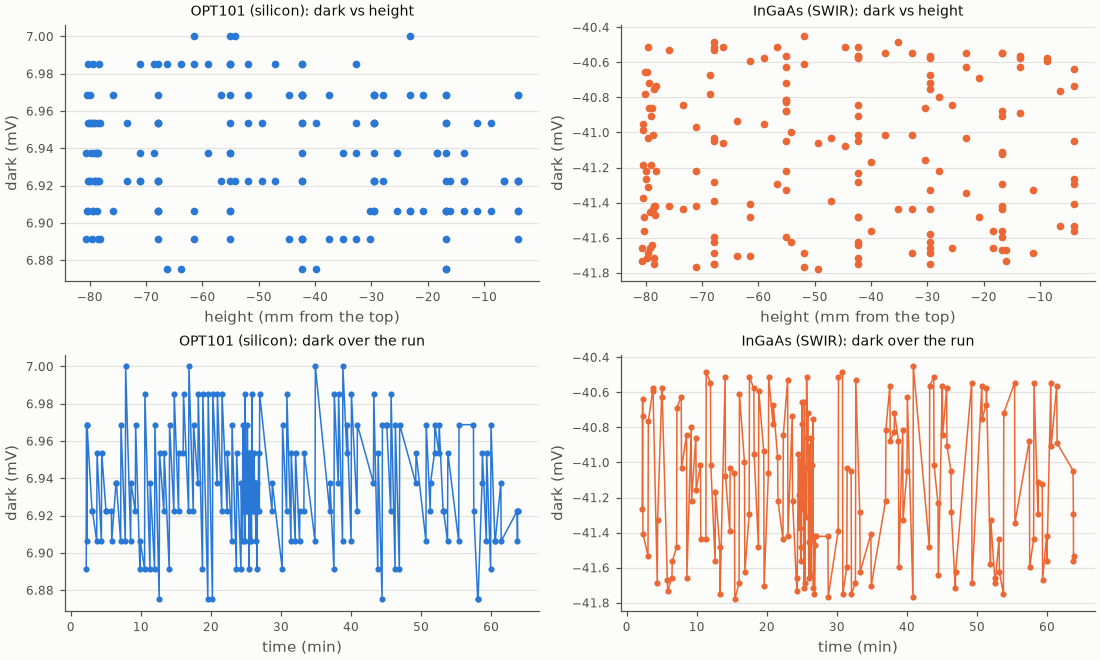 OPT101 (silicon): dark vs height
7.00
6.98
6.96
6.94
6.92
6.90
6.88
dark (mV)
−80 −70 −60 −50 −40 −30 −20 −10
height (mm from the top)
InGaAs (SWIR): dark vs height
−40.4
−40.6
−40.8
−41.0
−41.2
−41.4
−41.6
−41.8
dark (mV)
−80 −70 −60 −50 −40 −30 −20 −10
height (mm from the top)
OPT101 (silicon): dark over the run
7.00
6.98
6.96
6.94
6.92
6.90
6.88
dark (mV)
0 10 20 30 40 50 60
time (min)
InGaAs (SWIR): dark over the run
−40.4
−40.6
−40.8
−41.0
−41.2
−41.4
−41.6
−41.8
dark (mV)
0 10 20 30 40 50 60
time (min)